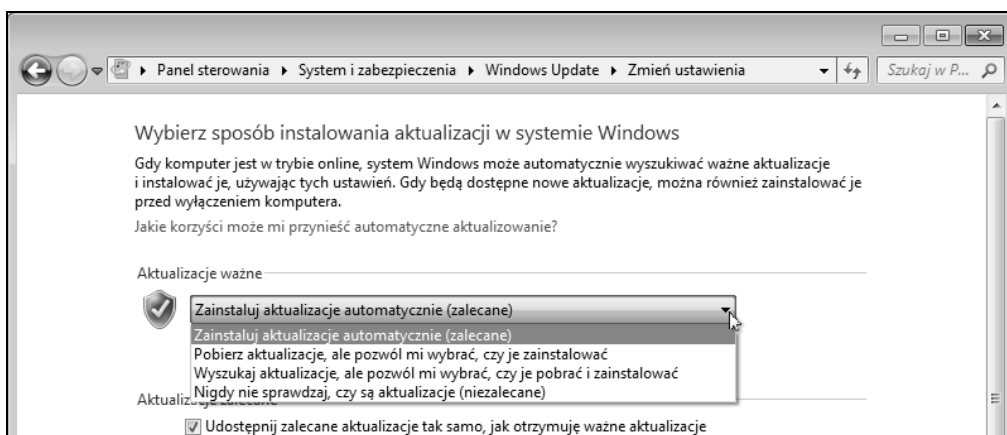 Panel sterowania ▸ System i zabezpieczenia ▸ Windows Update ▸ Zmień ustawienia
Szukaj w P...
Wybierz sposób instalowania aktualizacji w systemie Windows
Gdy komputer jest w trybie online, system Windows może automatycznie wyszukiwać ważne aktualizacje
i instalować je, używając tych ustawień. Gdy będą dostępne nowe aktualizacje, można również zainstalować je
przed wyłączeniem komputera.
Jakie korzyści może mi przynieść automatyczne aktualizowanie?
Aktualizacje ważne
Zainstaluj aktualizacje automatycznie (zalecane)
Zainstaluj aktualizacje automatycznie (zalecane)
Pobierz aktualizacje, ale pozwól mi wybrać, czy je zainstalować
Wyszukaj aktualizacje, ale pozwól mi wybrać, czy je pobrać i zainstalować
Nigdy nie sprawdzaj, czy są aktualizacje (niezalecane)
Udostępnij zalecane aktualizacje tak samo, jak otrzymuję ważne aktualizacje